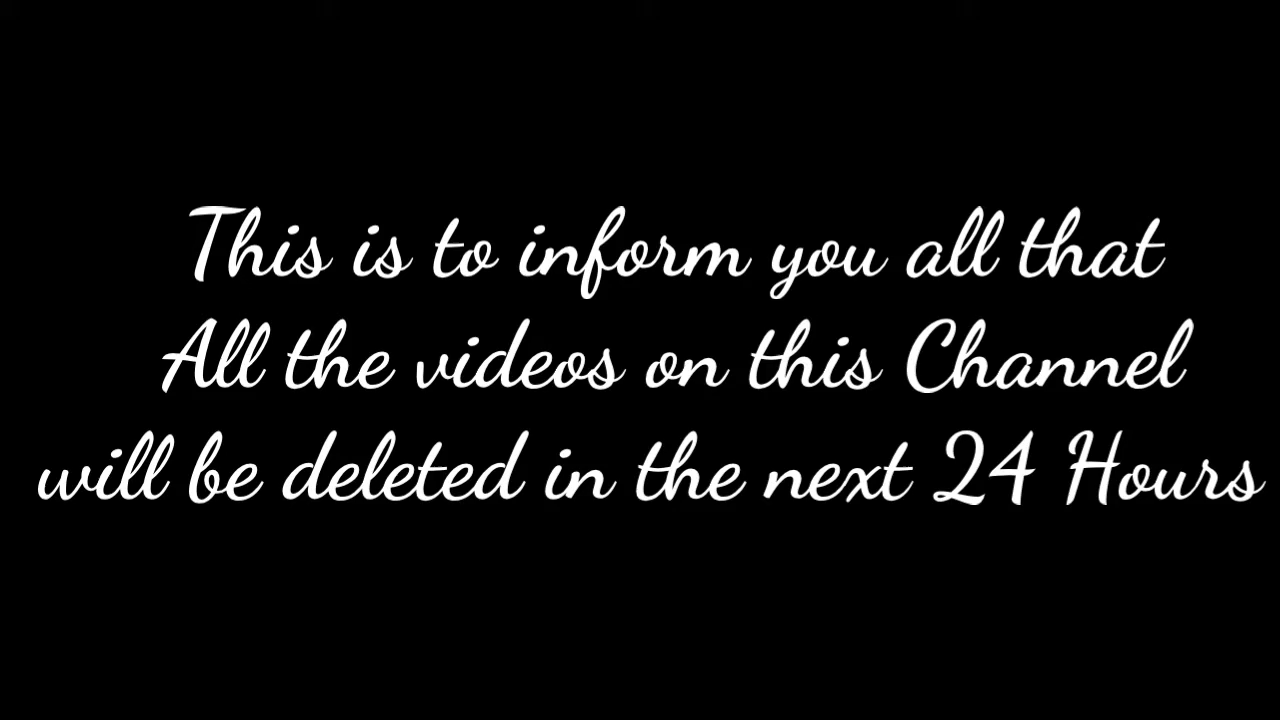 This is to inform you all that
All the videos on this Channel
will be deleted in the next 24 Hours